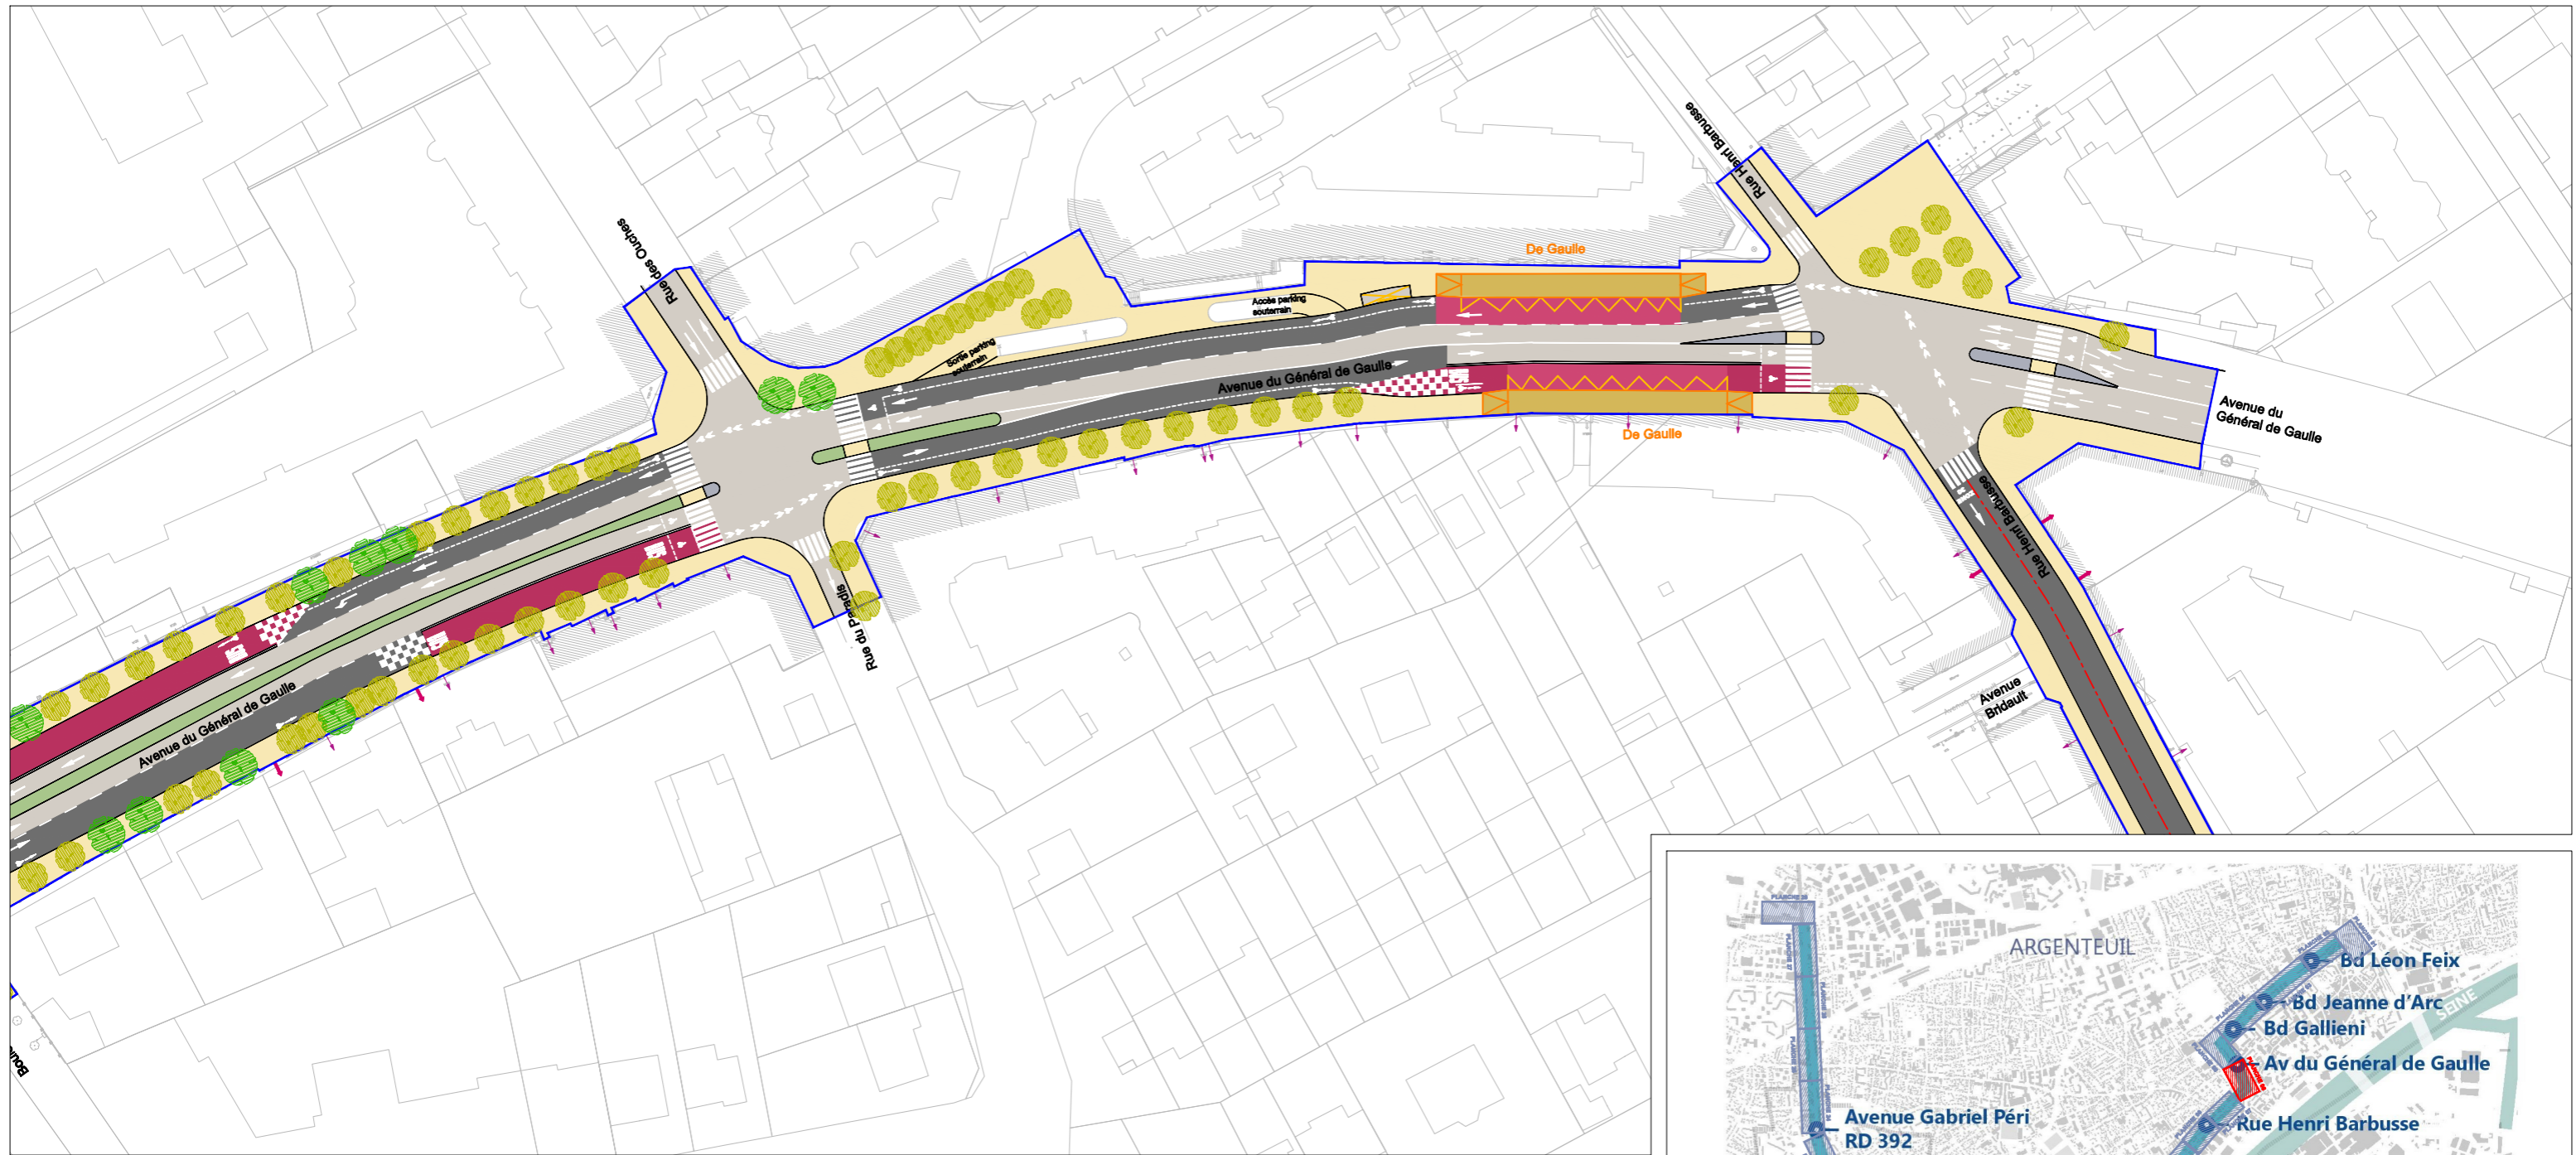 Rue Henri Barbusse
Rue des Ouches
De Gaulle
Accès parking
souterrain
Sortie parking
souterrain
Avenue du Général de Gaulle
De Gaulle
Avenue du
Général de Gaulle
Rue Henri Barbusse
Rue du Paradis
Avenue du Général de Gaulle
Avenue
Bridault
ARGENTEUIL
Bd Léon Feix
Bd Jeanne d'Arc
SEINE
Bd Gallieni
Av du Général de Gaulle
Avenue Gabriel Péri
RD 392
Rue Henri Barbusse